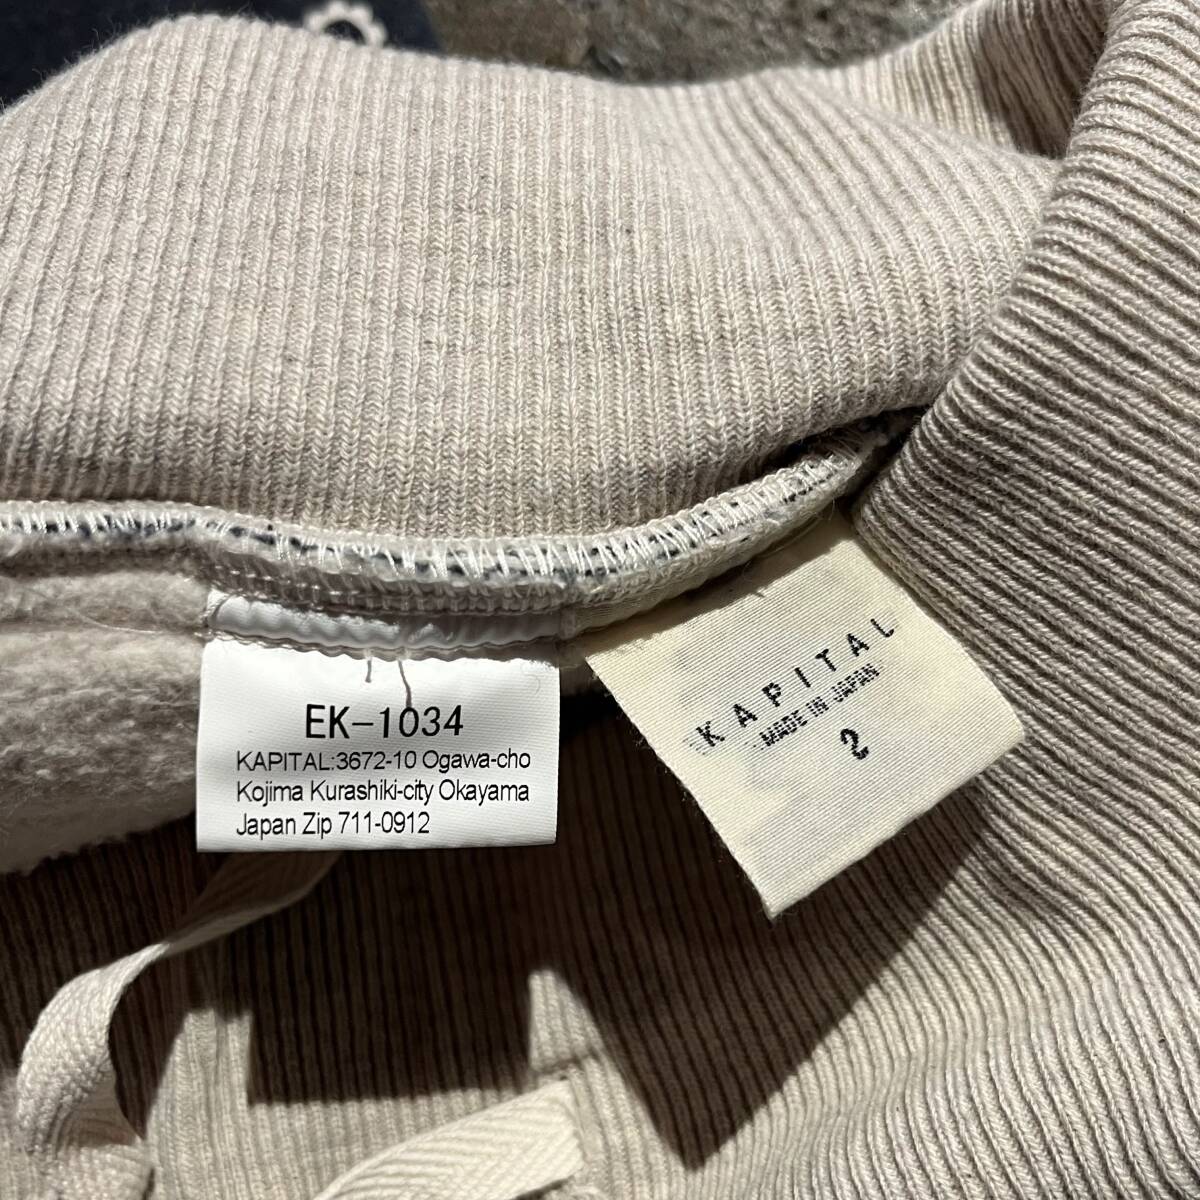 EK-1034
KAPITAL:3672-10 Ogawa-cho
Kojima Kurashiki-city Okayama
Japan Zip 711-0912
KAPITAL
MADE IN JAPAN
2